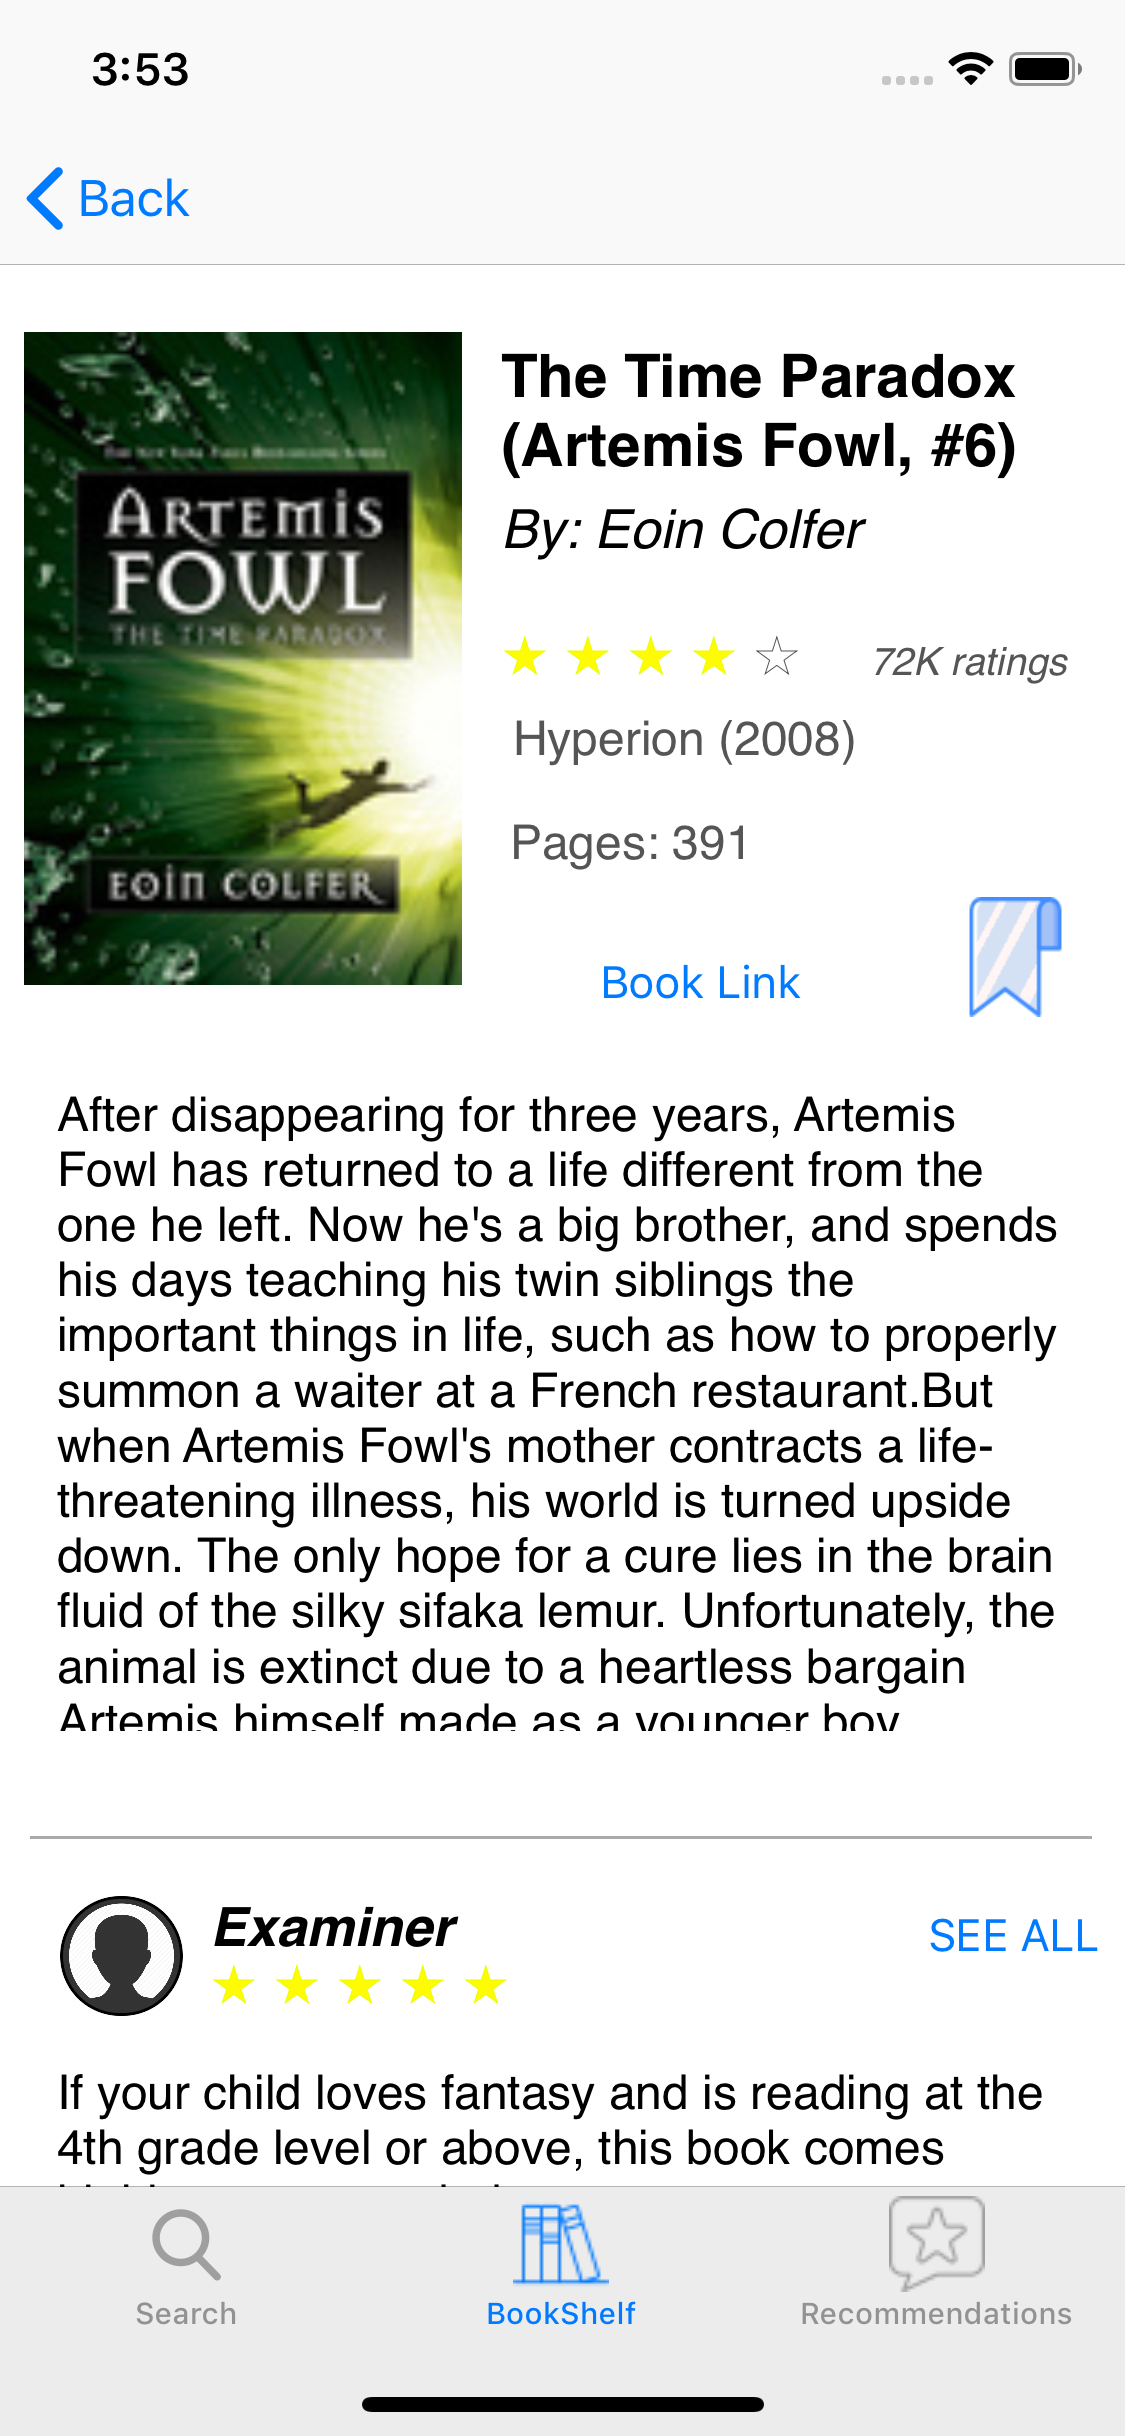 3:53
Back
The New York Times Bestselling Series
ARTEMIS
FOWL
THE TIME PARADOX
EOIN COLFER
The Time Paradox
(Artemis Fowl, #6)
By: Eoin Colfer
★ ★ ★ ★ ☆ 72K ratings
Hyperion (2008)
Pages: 391
Book Link
After disappearing for three years, Artemis
Fowl has returned to a life different from the
one he left. Now he's a big brother, and spends
his days teaching his twin siblings the
important things in life, such as how to properly
summon a waiter at a French restaurant.But
when Artemis Fowl's mother contracts a life-
threatening illness, his world is turned upside
down. The only hope for a cure lies in the brain
fluid of the silky sifaka lemur. Unfortunately, the
animal is extinct due to a heartless bargain
Artemis himself made as a younger boy
Examiner
SEE ALL
★ ★ ★ ★ ★
If your child loves fantasy and is reading at the
4th grade level or above, this book comes
Search
BookShelf
Recommendations